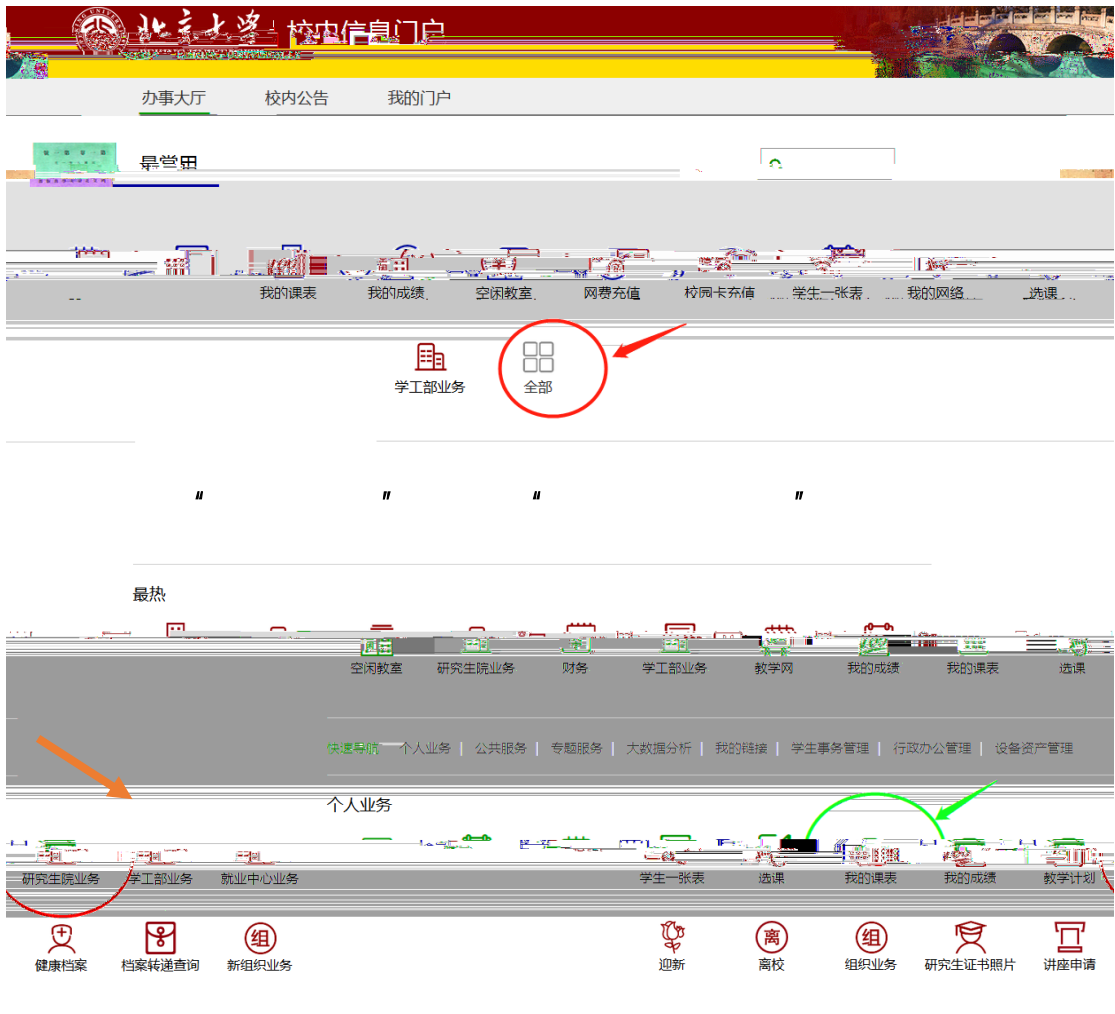 北京大学 校内信息门户
办事大厅 校内公告 我的门户
最常用
我的课表 我的成绩 空闲教室 网费充值 校园卡充值 学生一张表 我的网络 选课
学工部业务 全部
“ ” “ ”
最热
空闲教室 研究生院业务 财务 学工部业务 教学网 我的成绩 我的课表 选课
快速导航 个人业务 | 公共服务 | 专题服务 | 大数据分析 | 我的链接 | 学生事务管理 | 行政办公管理 | 设备资产管理
个人业务
研究生院业务 学工部业务 就业中心业务 学生一张表 选课 我的课表 我的成绩 教学计划
组 离 组
健康档案 档案转递查询 新组织业务 迎新 离校 组织业务 研究生证书照片 讲座申请